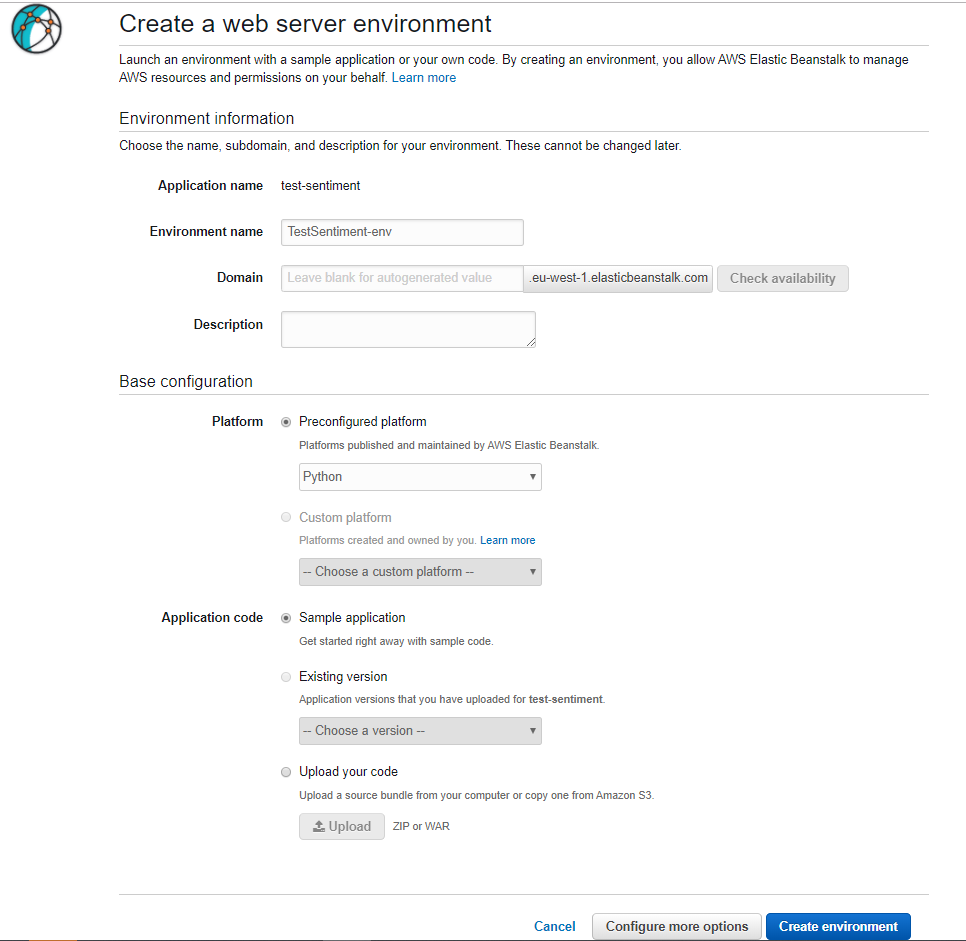 Create a web server environment
Launch an environment with a sample application or your own code. By creating an environment, you allow AWS Elastic Beanstalk to manage
AWS resources and permissions on your behalf. Learn more
Environment information
Choose the name, subdomain, and description for your environment. These cannot be changed later.
Application name test-sentiment
Environment name TestSentiment-env
Domain Leave blank for autogenerated value .eu-west-1.elasticbeanstalk.com Check availability
Description
Base configuration
Platform Preconfigured platform
Platforms published and maintained by AWS Elastic Beanstalk.
Python
Custom platform
Platforms created and owned by you. Learn more
-- Choose a custom platform --
Application code Sample application
Get started right away with sample code.
Existing version
Application versions that you have uploaded for test-sentiment.
-- Choose a version --
Upload your code
Upload a source bundle from your computer or copy one from Amazon S3.
Upload ZIP or WAR
Cancel Configure more options Create environment